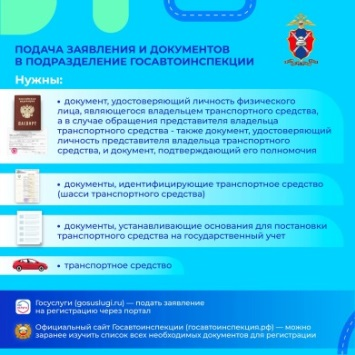 ПОДАЧА ЗАЯВЛЕНИЯ И ДОКУМЕНТОВ
В ПОДРАЗДЕЛЕНИЕ ГОСАВТОИНСПЕКЦИИ
Нужны:
• документ, удостоверяющий личность физического
лица, являющегося владельцем транспортного средства,
а в случае обращения представителя владельца
транспортного средства - также документ, удостоверяющий
личность представителя владельца транспортного
средства, и документ, подтверждающий его полномочия
ПАСПОРТ
• документы, идентифицирующие транспортное средство
(шасси транспортного средства)
• документы, устанавливающие основания для постановки
транспортного средства на государственный учет
• транспортное средство
Госуслуги (gosuslugi.ru) — подать заявление
на регистрацию через портал
Официальный сайт Госавтоинспекции (госавтоинспекция.рф) — можно
заранее изучить список всех необходимых документов для регистрации